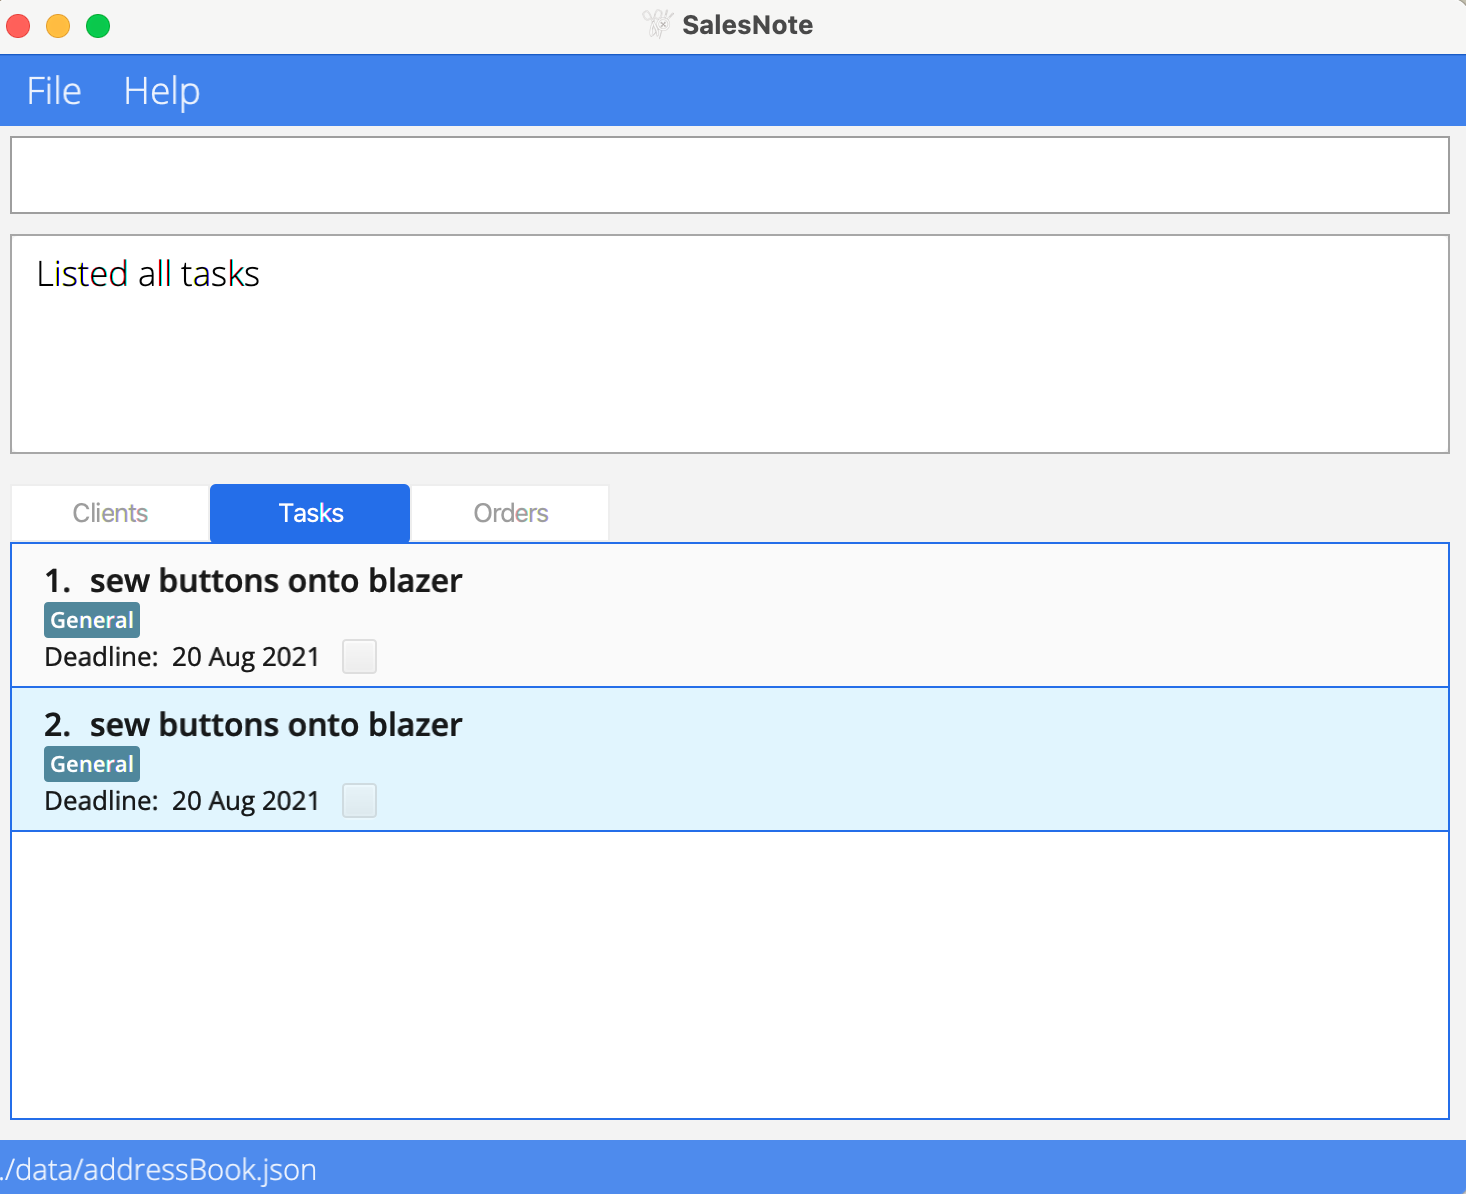 SalesNote
File Help
Listed all tasks
Clients Tasks Orders
1. sew buttons onto blazer
General
Deadline: 20 Aug 2021
2. sew buttons onto blazer
General
Deadline: 20 Aug 2021
./data/addressBook.json